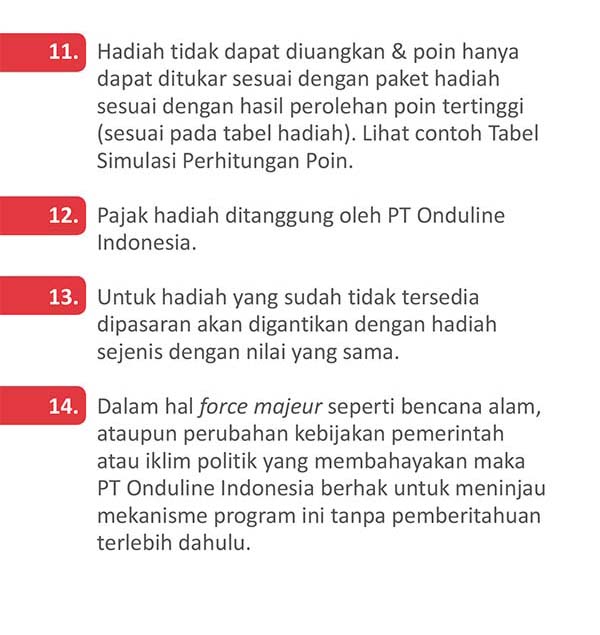 11. Hadiah tidak dapat diuangkan & poin hanya
dapat ditukar sesuai dengan paket hadiah
sesuai dengan hasil perolehan poin tertinggi
(sesuai pada tabel hadiah). Lihat contoh Tabel
Simulasi Perhitungan Poin.
12. Pajak hadiah ditanggung oleh PT Onduline
Indonesia.
13. Untuk hadiah yang sudah tidak tersedia
dipasaran akan digantikan dengan hadiah
sejenis dengan nilai yang sama.
14. Dalam hal force majeur seperti bencana alam,
ataupun perubahan kebijakan pemerintah
atau iklim politik yang membahayakan maka
PT Onduline Indonesia berhak untuk meninjau
mekanisme program ini tanpa pemberitahuan
terlebih dahulu.